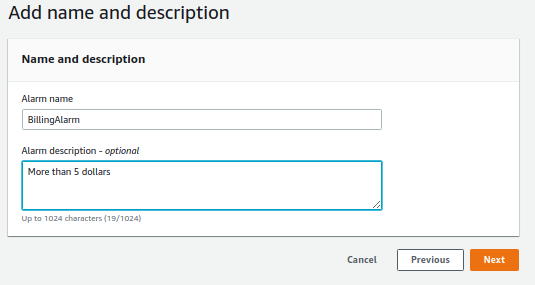 Add name and description
Name and description
Alarm name
BillingAlarm
Alarm description - optional
More than 5 dollars
Up to 1024 characters (19/1024)
Cancel
Previous
Next